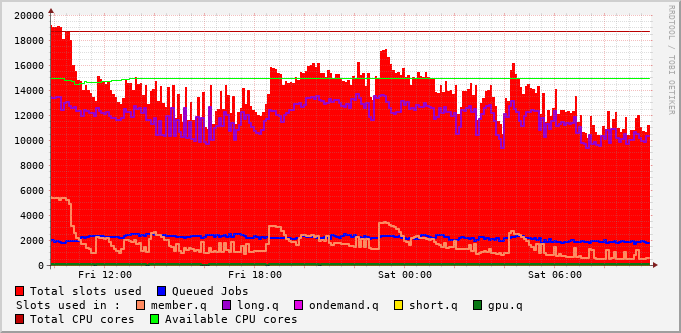 20000
18000
16000
14000
12000
10000
8000
6000
4000
2000
0
Fri 12:00 Fri 18:00 Sat 00:00 Sat 06:00
Total slots used Queued Jobs
Slots used in : member.q long.q ondemand.q short.q gpu.q
Total CPU cores Available CPU cores
RRDTOOL / TOBI OETIKER